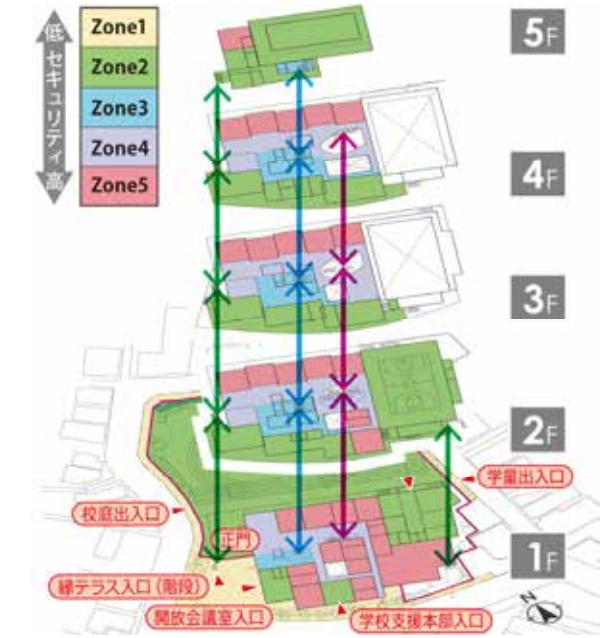 低 セキュリティ 高
Zone1
Zone2
Zone3
Zone4
Zone5
5F
4F
3F
2F
学童出入口
校庭出入口
正門
1F
縁テラス入口(階段)
開放会議室入口
学校支援本部入口
N